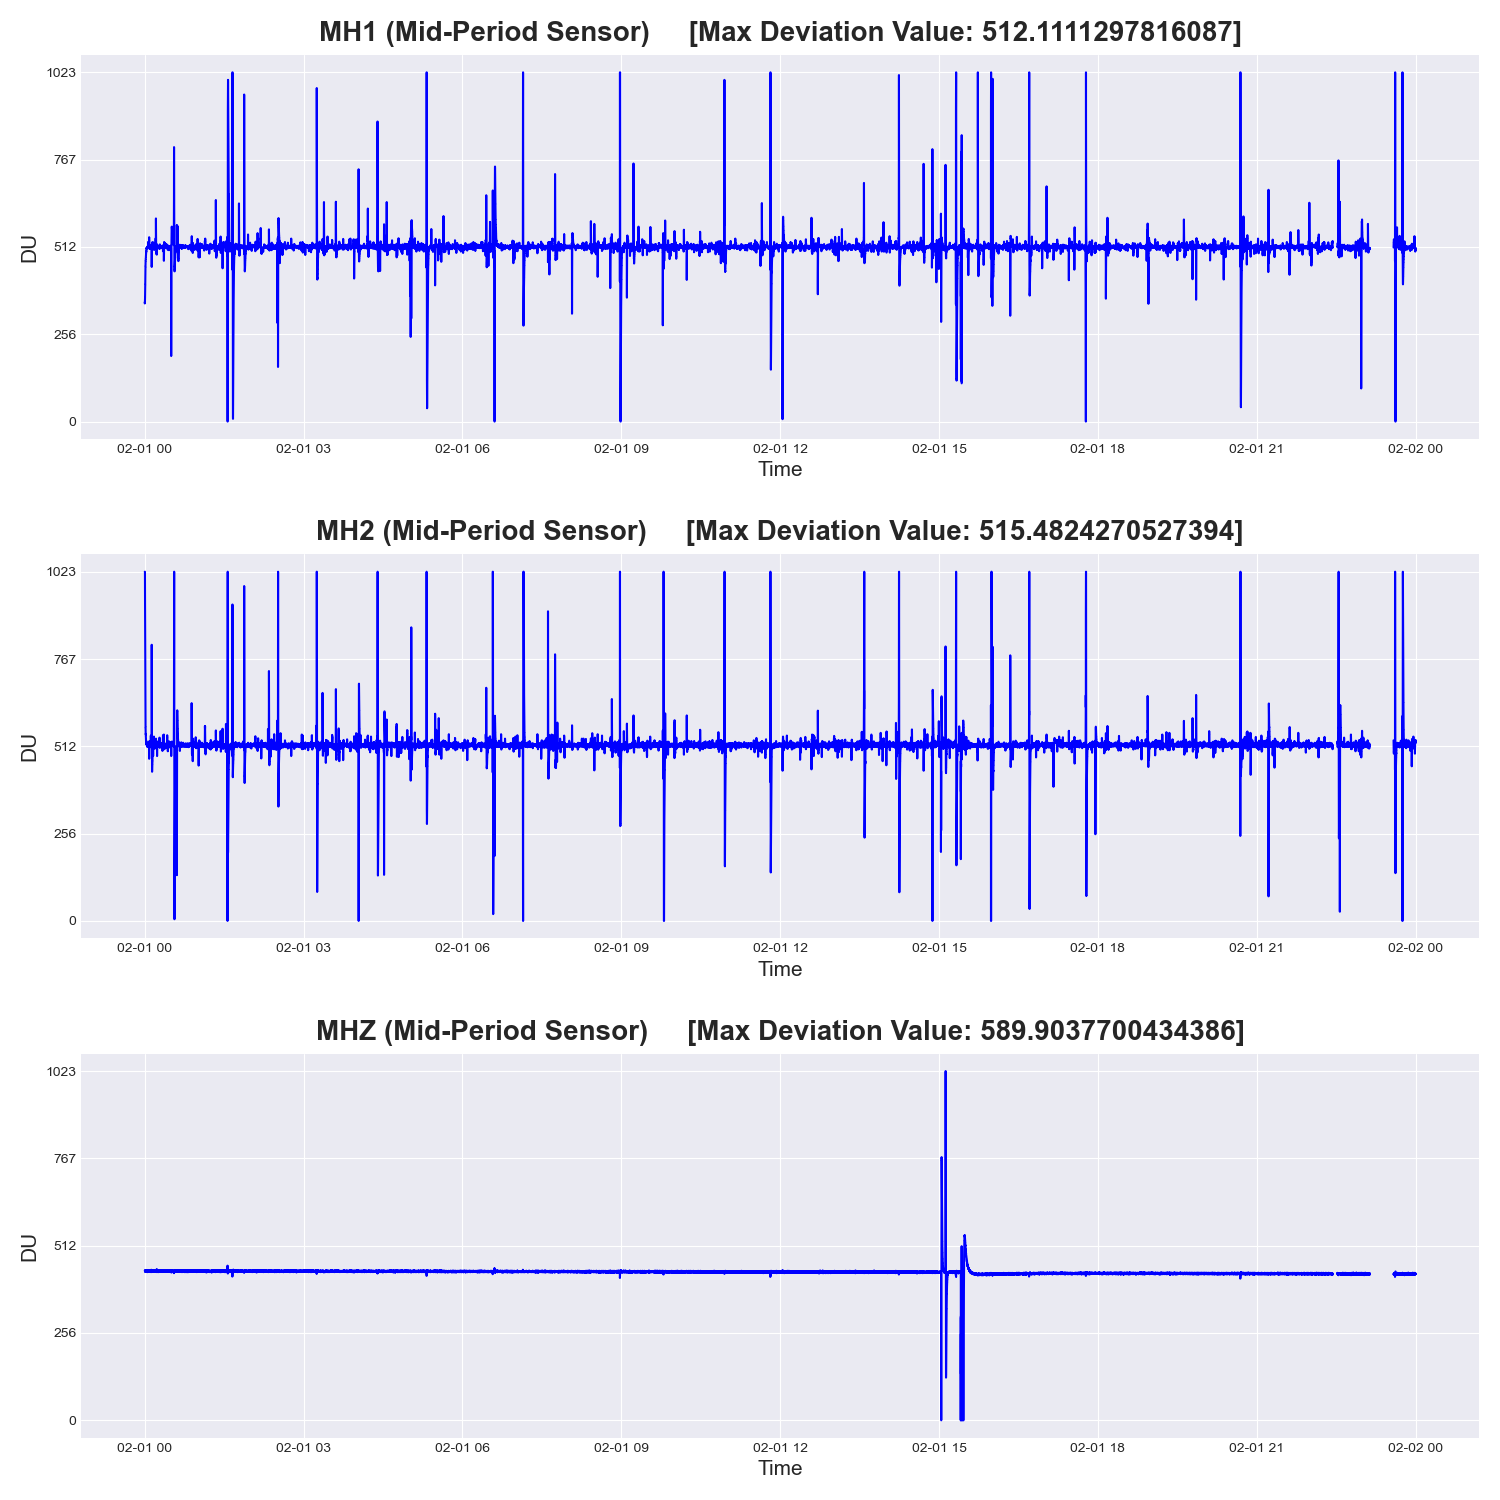 MH1 (Mid-Period Sensor) [Max Deviation Value: 512.1111297816087]
1023
767
512
256
0
DU
02-01 00 02-01 03 02-01 06 02-01 09 02-01 12 02-01 15 02-01 18 02-01 21 02-02 00
Time
MH2 (Mid-Period Sensor) [Max Deviation Value: 515.4824270527394]
1023
767
512
256
0
DU
02-01 00 02-01 03 02-01 06 02-01 09 02-01 12 02-01 15 02-01 18 02-01 21 02-02 00
Time
MHZ (Mid-Period Sensor) [Max Deviation Value: 589.9037700434386]
1023
767
512
256
0
DU
02-01 00 02-01 03 02-01 06 02-01 09 02-01 12 02-01 15 02-01 18 02-01 21 02-02 00
Time